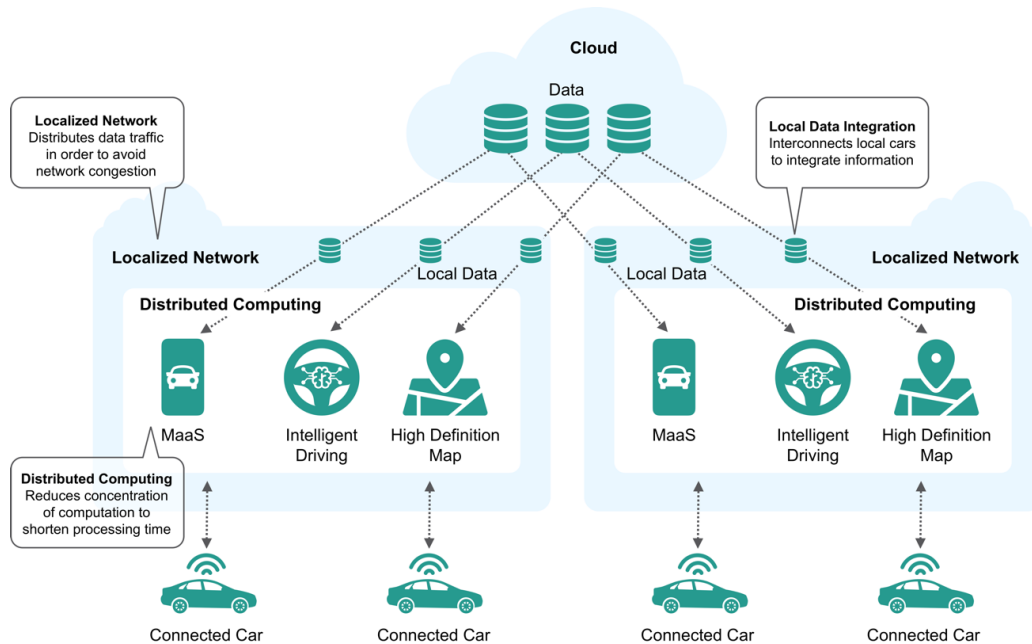 Cloud
Data
Localized Network
Distributes data traffic
in order to avoid
network congestion
Local Data Integration
Interconnects local cars
to integrate information
Localized Network
Local Data
Distributed Computing
MaaS
Intelligent
Driving
High Definition
Map
Localized Network
Local Data
Distributed Computing
MaaS
Intelligent
Driving
High Definition
Map
Distributed Computing
Reduces concentration
of computation to
shorten processing time
Connected Car
Connected Car
Connected Car
Connected Car